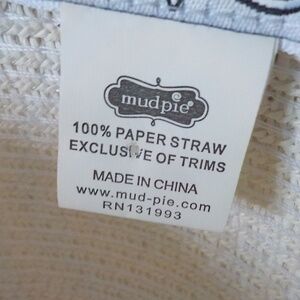 mudpie
100% PAPER STRAW
EXCLUSIVE OF TRIMS
MADE IN CHINA
www.mud-pie.com
RN131993